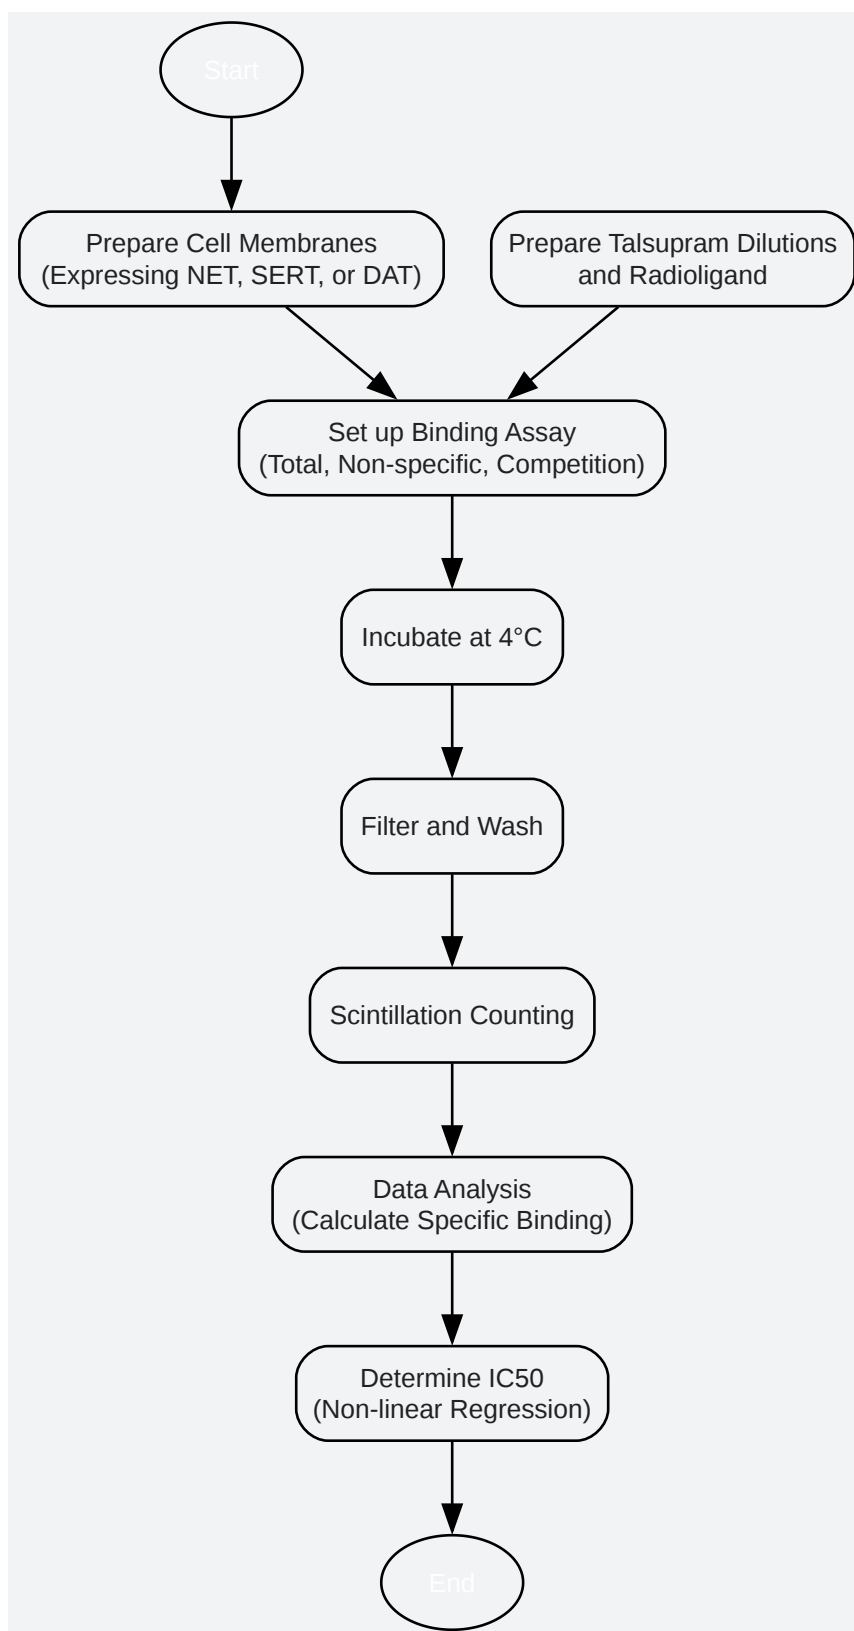 Start
Prepare Cell Membranes
(Expressing NET, SERT, or DAT)
Prepare Talsupram Dilutions
and Radioligand
Set up Binding Assay
(Total, Non-specific, Competition)
Incubate at 4°C
Filter and Wash
Scintillation Counting
Data Analysis
(Calculate Specific Binding)
Determine IC50
(Non-linear Regression)
End